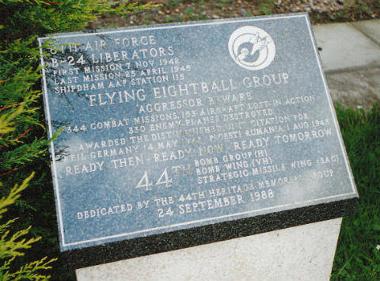 8TH AIR FORCE
B-24 LIBERATORS
FIRST MISSION 7 NOV 1942
LAST MISSION 25 APRIL 1945
SHIPDHAM AAF STATION 115
FLYING EIGHTBALL GROUP
AGGRESSOR BEWARE
344 COMBAT MISSIONS, 153 AIRCRAFT LOST-IN ACTION
330 ENEMY PLANES DESTROYED
AWARDED THE DISTINGUISHED UNIT CITATION FOR
KEIL GERMANY 14 MAY 1943 PLOESTI RUMANIA 1 AUG 1943
READY THEN - READY NOW - READY TOMORROW
44TH BOMB GROUP (H)
BOMB WING (VH)
STRATEGIC MISSILE WING (SAC)
DEDICATED BY THE 44TH HERITAGE MEMORIAL GROUP
24 SEPTEMBER 1988